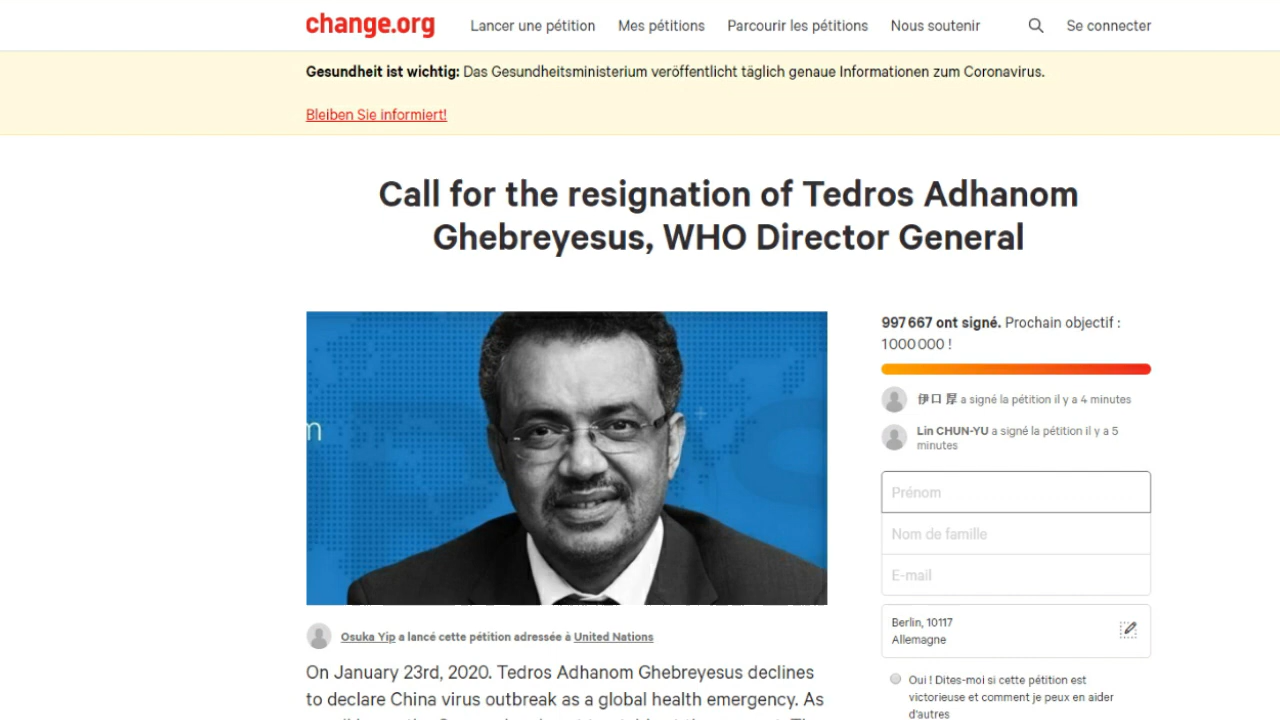 change.org
Lancer une pétition
Mes pétitions
Parcourir les pétitions
Nous soutenir
Se connecter
Gesundheit ist wichtig: Das Gesundheitsministerium veröffentlicht täglich genaue Informationen zum Coronavirus.
Bleiben Sie informiert!
Call for the resignation of Tedros Adhanom
Ghebreyesus, WHO Director General
m
997 667 ont signé. Prochain objectif :
1 000 000 !
伊口 厚 a signé la pétition il y a 4 minutes
Lin CHUN-YU a signé la pétition il y a 5
minutes
Prénom
Nom de famille
E-mail
Berlin, 10117
Allemagne
Oui ! Dites-moi si cette pétition est
victorieuse et comment je peux en aider
d'autres
Osuka Yip a lancé cette pétition adressée à United Nations
On January 23rd, 2020. Tedros Adhanom Ghebreyesus declines
to declare China virus outbreak as a global health emergency. As